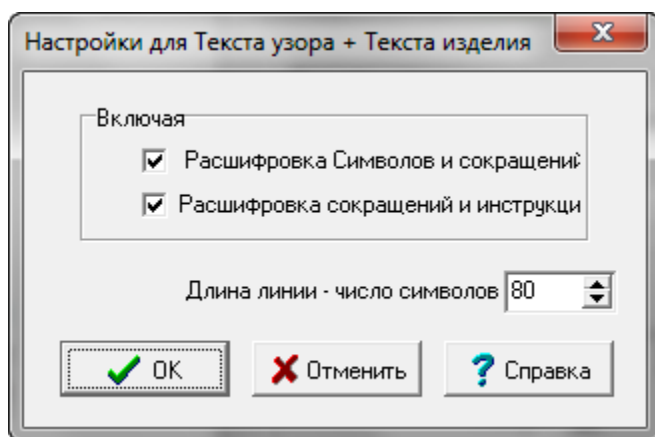 Настройки для Текста узора + Текста изделия
Включая
Расшифровка Символов и сокращений
Расшифровка сокращений и инструкци
Длина линии - число символов 80
OK Отменить Справка